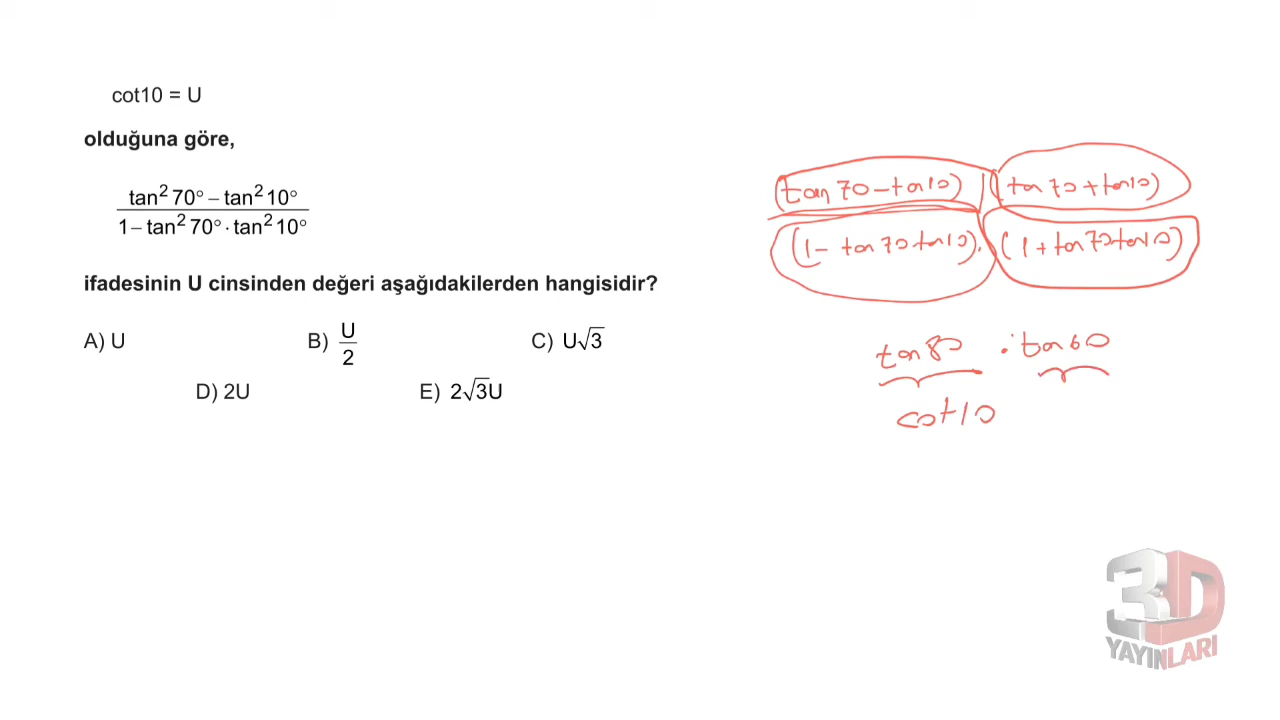 cot10 = U
olduğuna göre,
tan² 70° – tan² 10°
1 – tan² 70° · tan² 10°
ifadesinin U cinsinden değeri aşağıdakilerden hangisidir?
A) U B) U/2 C) U√3
D) 2U E) 2√3U
(tan 70 - tan 10) (tan 70 + tan 10)
(1 - tan 70 tan 10) . (1 + tan 70 tan 10)
tan 80 . tan 60
cot 10
3D
YAYINLARI